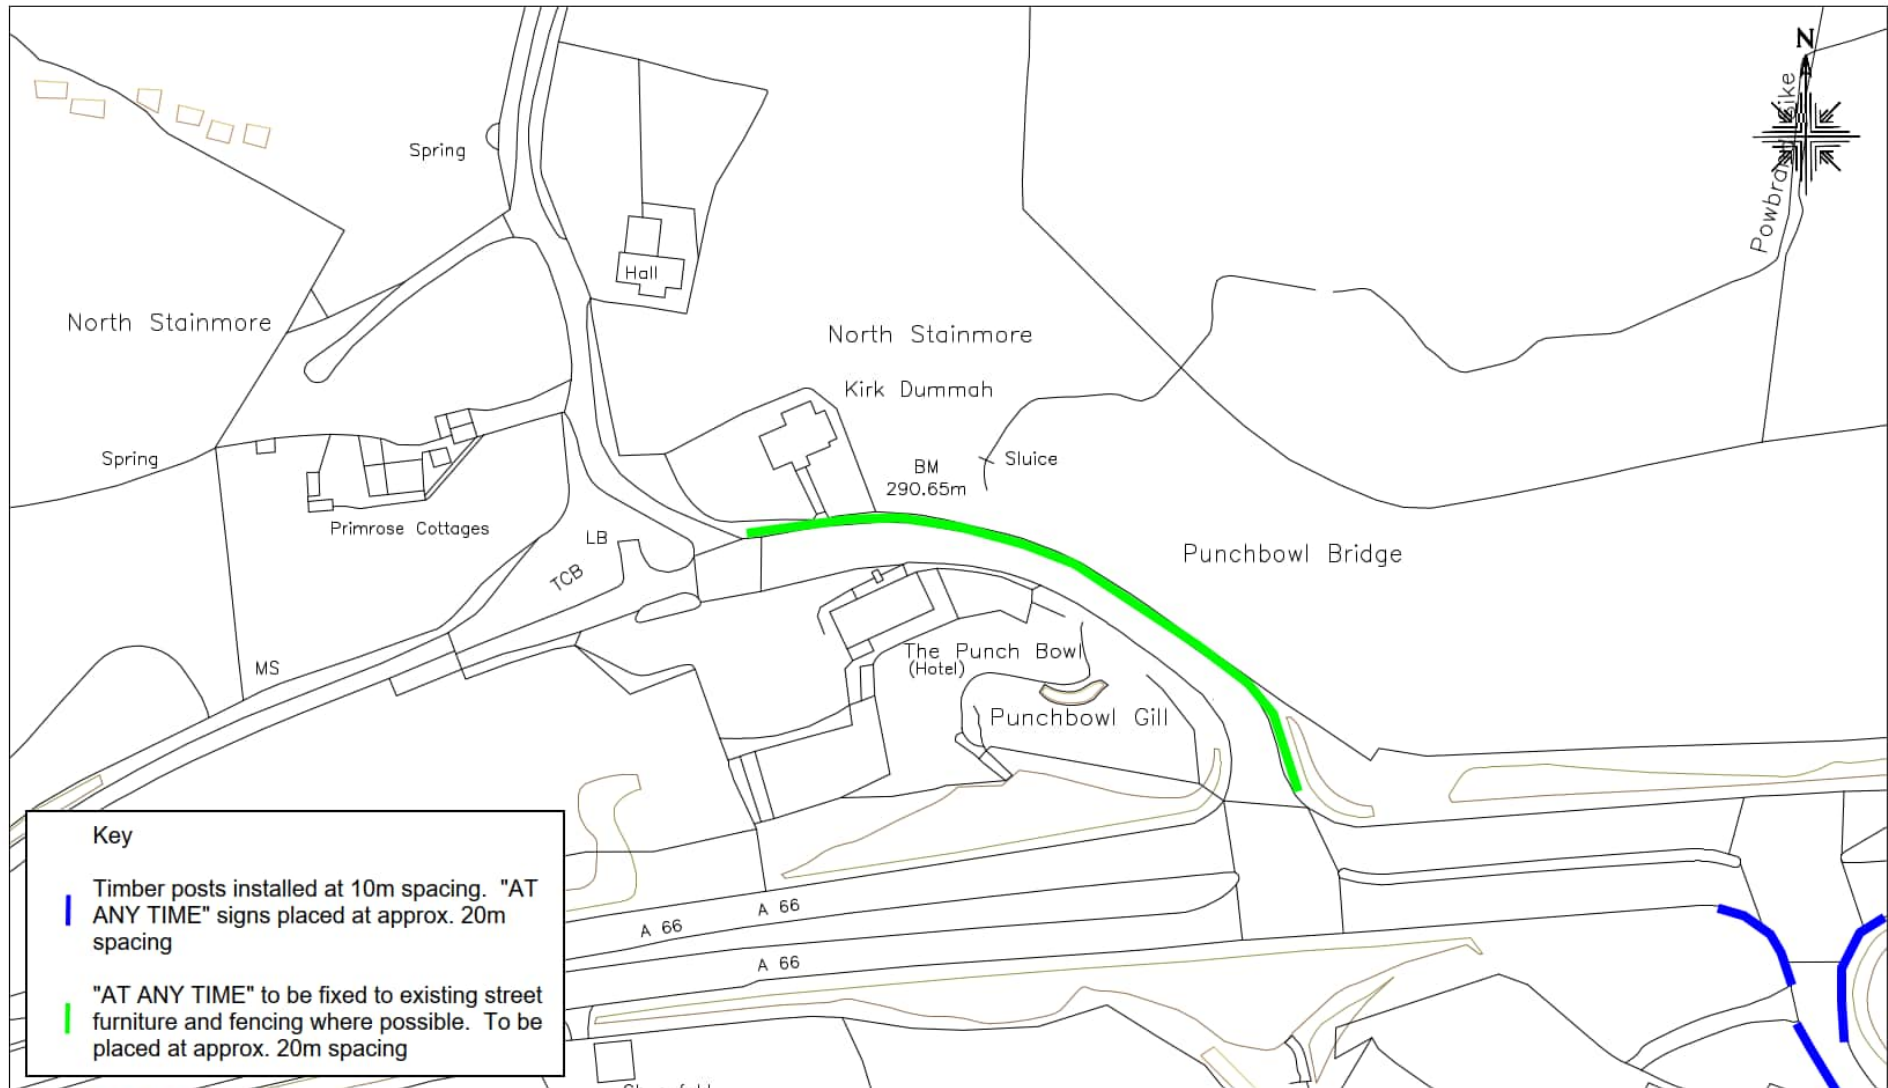 N
Spring
Hall
North Stainmore
North Stainmore
Kirk Dummah
Spring
BM
290.65m
Sluice
Primrose Cottages
LB
TCB
Punchbowl Bridge
MS
The Punch Bowl
(Hotel)
Punchbowl Gill
A 66
A 66
A 66
Key
Timber posts installed at 10m spacing. "AT
ANY TIME" signs placed at approx. 20m
spacing
"AT ANY TIME" to be fixed to existing street
furniture and fencing where possible. To be
placed at approx. 20m spacing